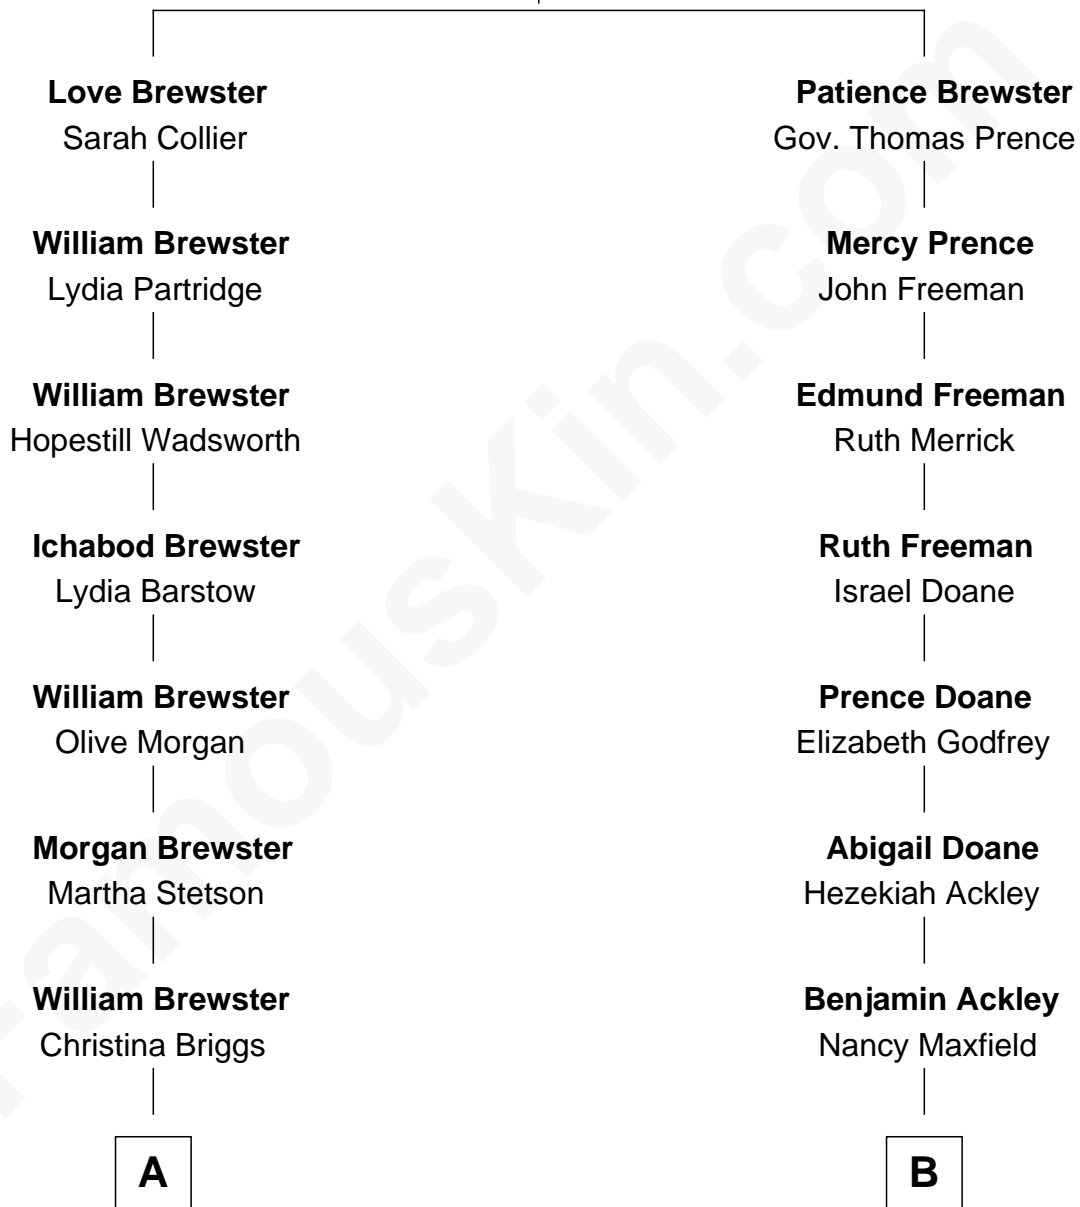 Love Brewster
Sarah Collier
William Brewster
Lydia Partridge
William Brewster
Hopestill Wadsworth
Ichabod Brewster
Lydia Barstow
William Brewster
Olive Morgan
Morgan Brewster
Martha Stetson
William Brewster
Christina Briggs
A
Patience Brewster
Gov. Thomas Prence
Mercy Prence
John Freeman
Edmund Freeman
Ruth Merrick
Ruth Freeman
Israel Doane
Prence Doane
Elizabeth Godfrey
Abigail Doane
Hezekiah Ackley
Benjamin Ackley
Nancy Maxfield
B
FamousKin.com